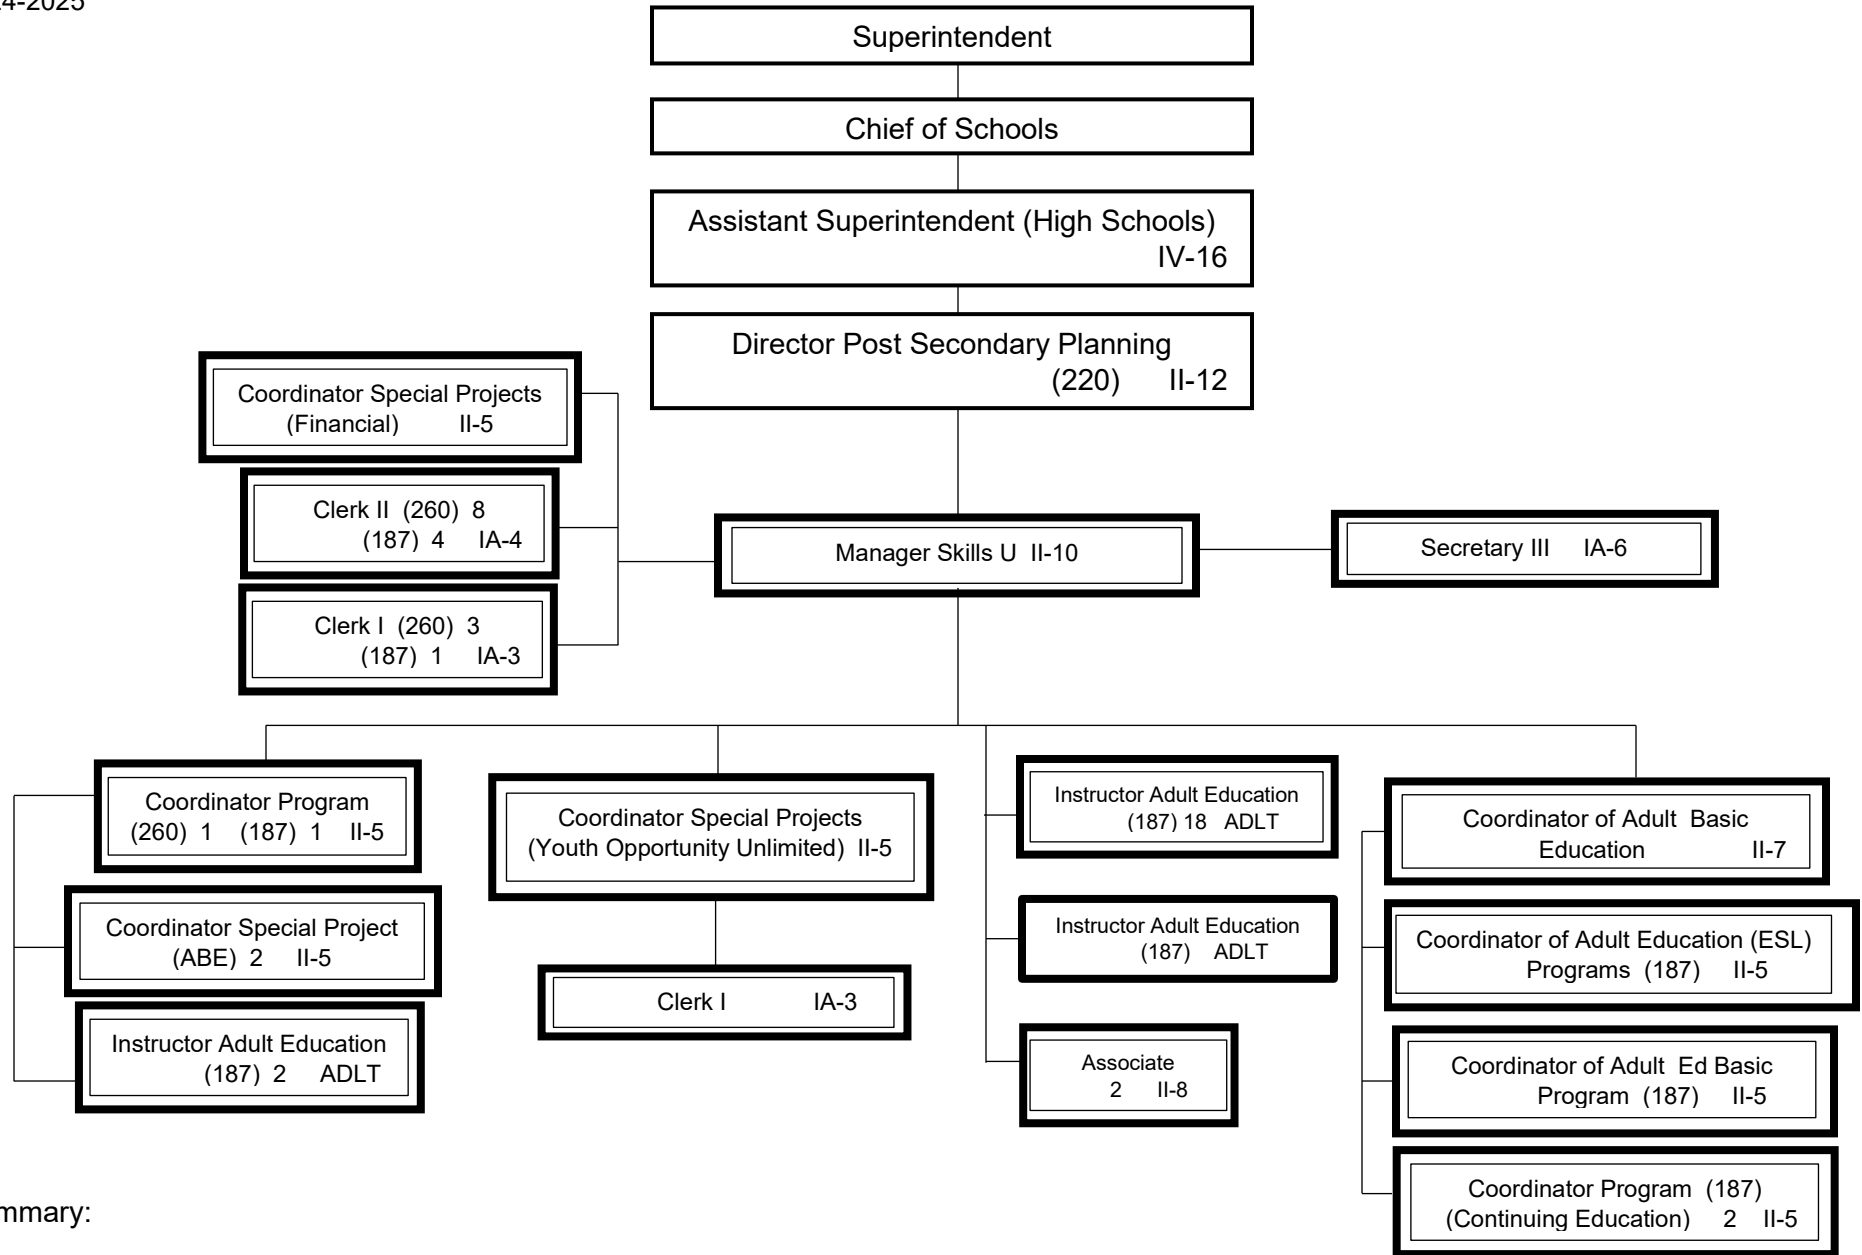 4-2025
Superintendent
Chief of Schools
Assistant Superintendent (High Schools)
IV-16
Director Post Secondary Planning
(220) II-12
Coordinator Special Projects
(Financial) II-5
Clerk II (260) 8
(187) 4 IA-4
Clerk I (260) 3
(187) 1 IA-3
Manager Skills U II-10
Secretary III IA-6
Coordinator Program
(260) 1 (187) 1 II-5
Coordinator Special Project
(ABE) 2 II-5
Instructor Adult Education
(187) 2 ADLT
Coordinator Special Projects
(Youth Opportunity Unlimited) II-5
Clerk I IA-3
Instructor Adult Education
(187) 18 ADLT
Instructor Adult Education
(187) ADLT
Associate
2 II-8
Coordinator of Adult Basic
Education II-7
Coordinator of Adult Education (ESL)
Programs (187) II-5
Coordinator of Adult Ed Basic
Program (187) II-5
Coordinator Program (187)
(Continuing Education) 2 II-5
mmary: